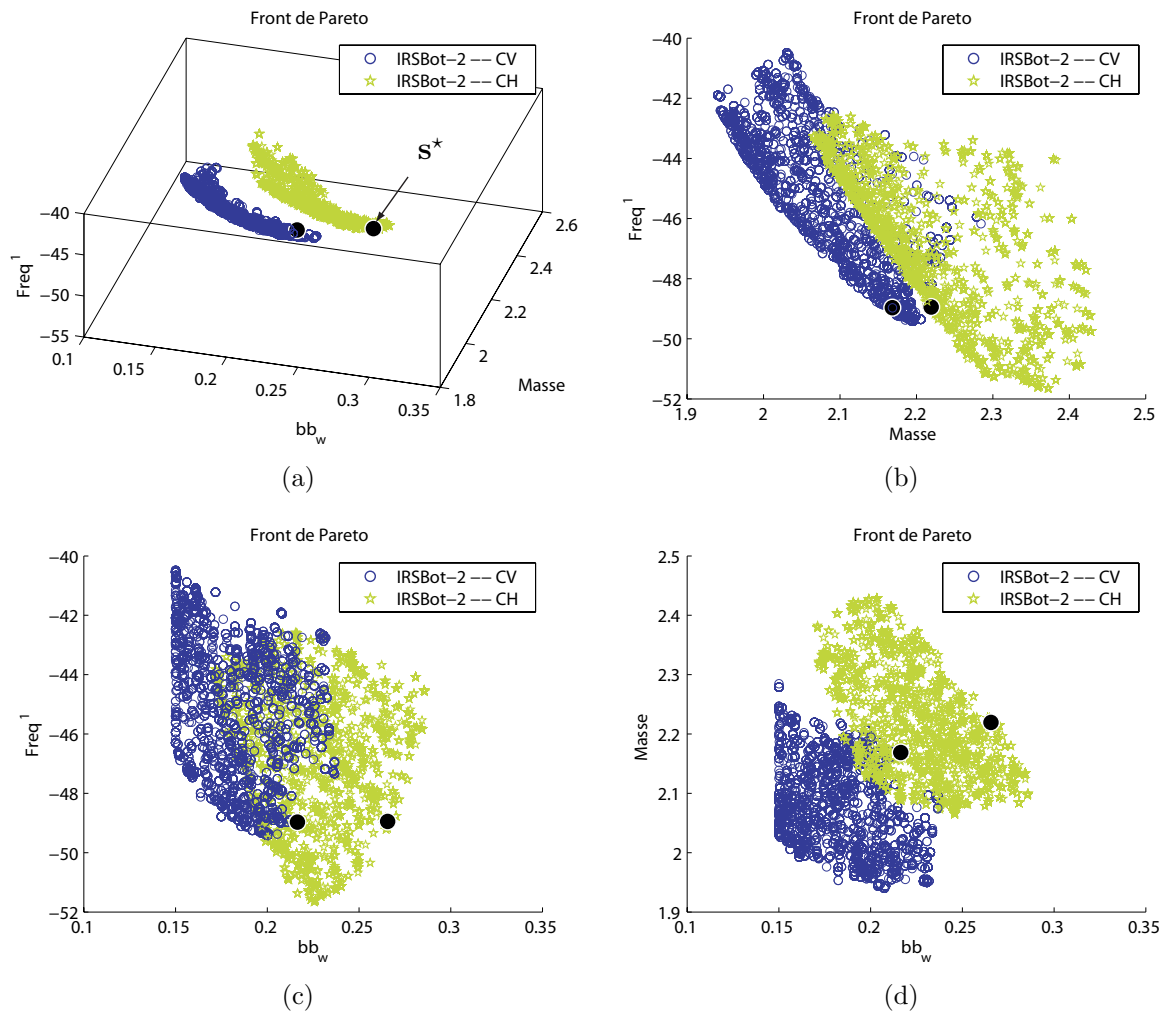 Front de Pareto
IRSBot−2 −− CV
IRSBot−2 −− CH
s⋆
−40
−45
−50
−55
Freq 1
0.1
0.15
0.2
0.25
0.3
0.35
bb_w
1.8
2
2.2
2.4
2.6
Masse
(a)
Front de Pareto
IRSBot−2 −− CV
IRSBot−2 −− CH
−40
−42
−44
−46
−48
−50
−52
Freq 1
1.9
2
2.1
2.2
2.3
2.4
2.5
Masse
(b)
Front de Pareto
IRSBot−2 −− CV
IRSBot−2 −− CH
−40
−42
−44
−46
−48
−50
−52
Freq 1
0.1
0.15
0.2
0.25
0.3
0.35
bb_w
(c)
Front de Pareto
IRSBot−2 −− CV
IRSBot−2 −− CH
2.5
2.4
2.3
2.2
2.1
2
1.9
Masse
0.1
0.15
0.2
0.25
0.3
0.35
bb_w
(d)